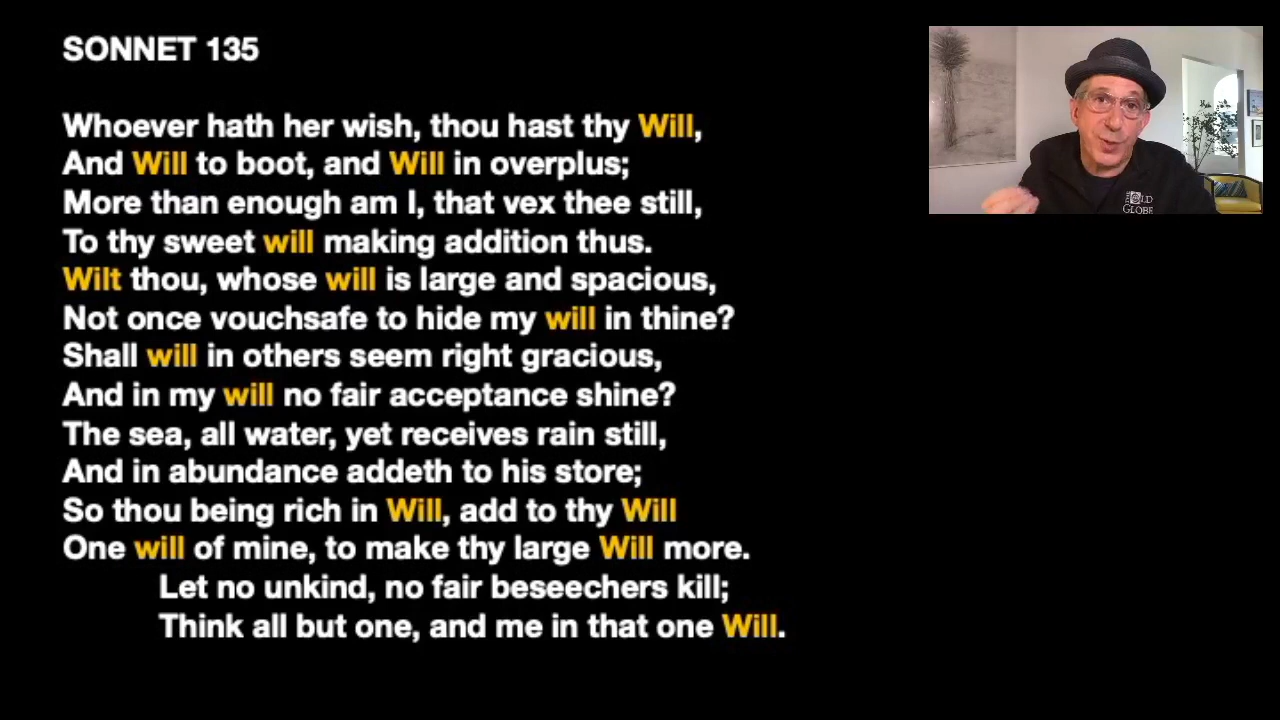 SONNET 135
Whoever hath her wish, thou hast thy Will,
And Will to boot, and Will in overplus;
More than enough am I, that vex thee still,
To thy sweet will making addition thus.
Wilt thou, whose will is large and spacious,
Not once vouchsafe to hide my will in thine?
Shall will in others seem right gracious,
And in my will no fair acceptance shine?
The sea, all water, yet receives rain still,
And in abundance addeth to his store;
So thou being rich in Will, add to thy Will
One will of mine, to make thy large Will more.
Let no unkind, no fair beseechers kill;
Think all but one, and me in that one Will.
THE OLD
GLOBE